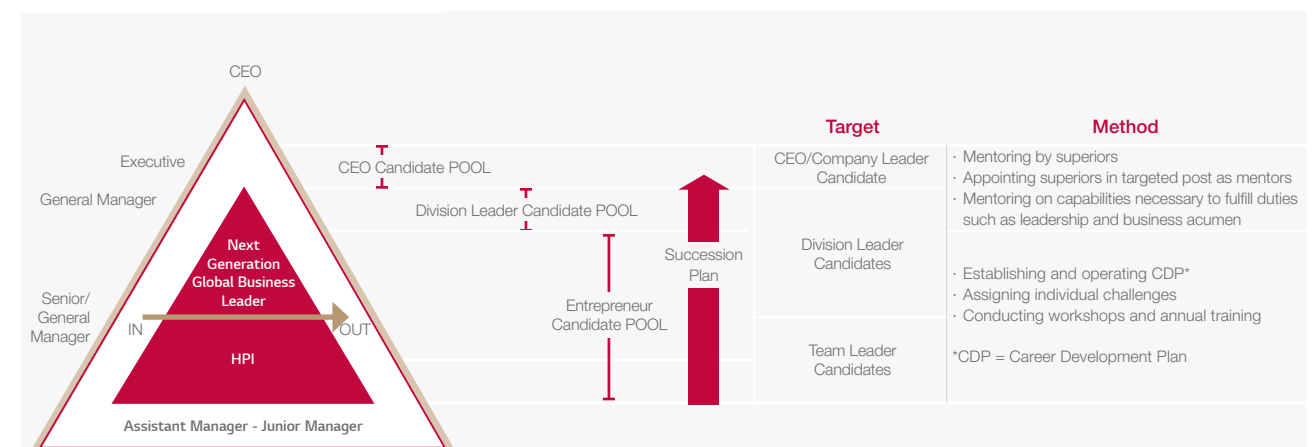 CEO
Executive
General Manager
Senior/
General
Manager
IN
OUT
Next
Generation
Global Business
Leader
HPI
Assistant Manager - Junior Manager
CEO Candidate POOL
Division Leader Candidate POOL
Entrepreneur
Candidate POOL
Succession
Plan
Target
CEO/Company Leader
Candidate
Division Leader
Candidates
Team Leader
Candidates
Method
· Mentoring by superiors
· Appointing superiors in targeted post as mentors
· Mentoring on capabilities necessary to fulfill duties
such as leadership and business acumen
· Establishing and operating CDP*
· Assigning individual challenges
· Conducting workshops and annual training
*CDP = Career Development Plan